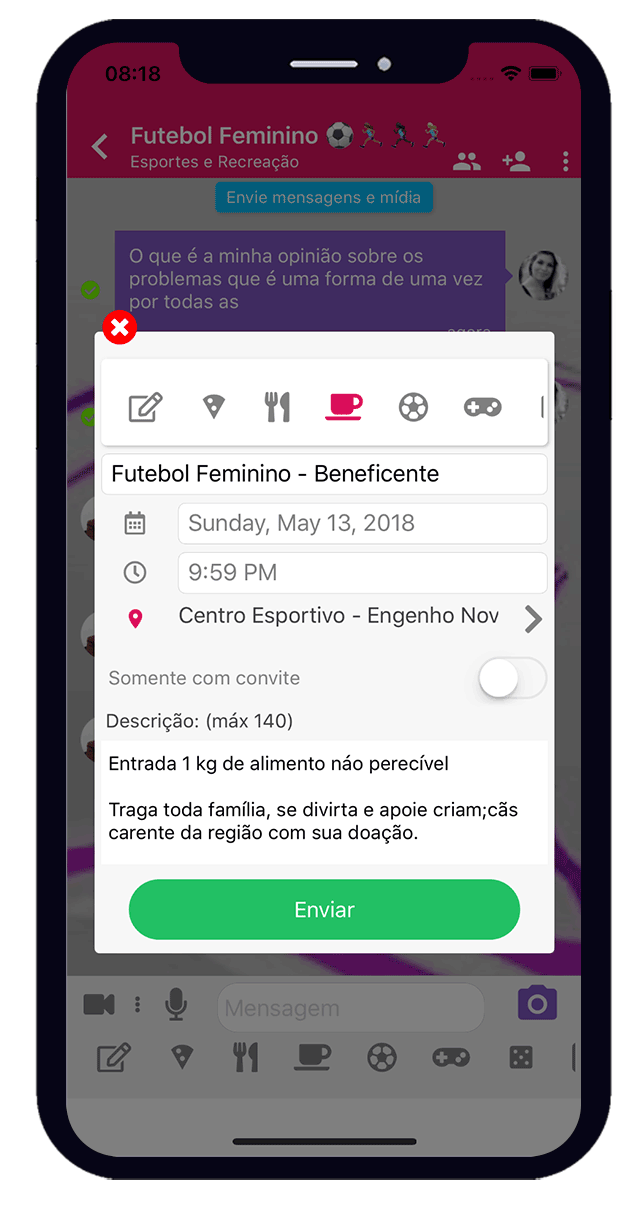 08:18
Futebol Feminino
Esportes e Recreação
Envie mensagens e mídia
O que é a minha opinião sobre os
problemas que é uma forma de uma vez
por todas as
agora
Futebol Feminino - Beneficente
Sunday, May 13, 2018
9:59 PM
Centro Esportivo - Engenho Nov
Somente com convite
Descrição: (máx 140)
Entrada 1 kg de alimento náo perecível
Traga toda família, se divirta e apoie criam;cãs
carente da região com sua doação.
Enviar
Mensagem